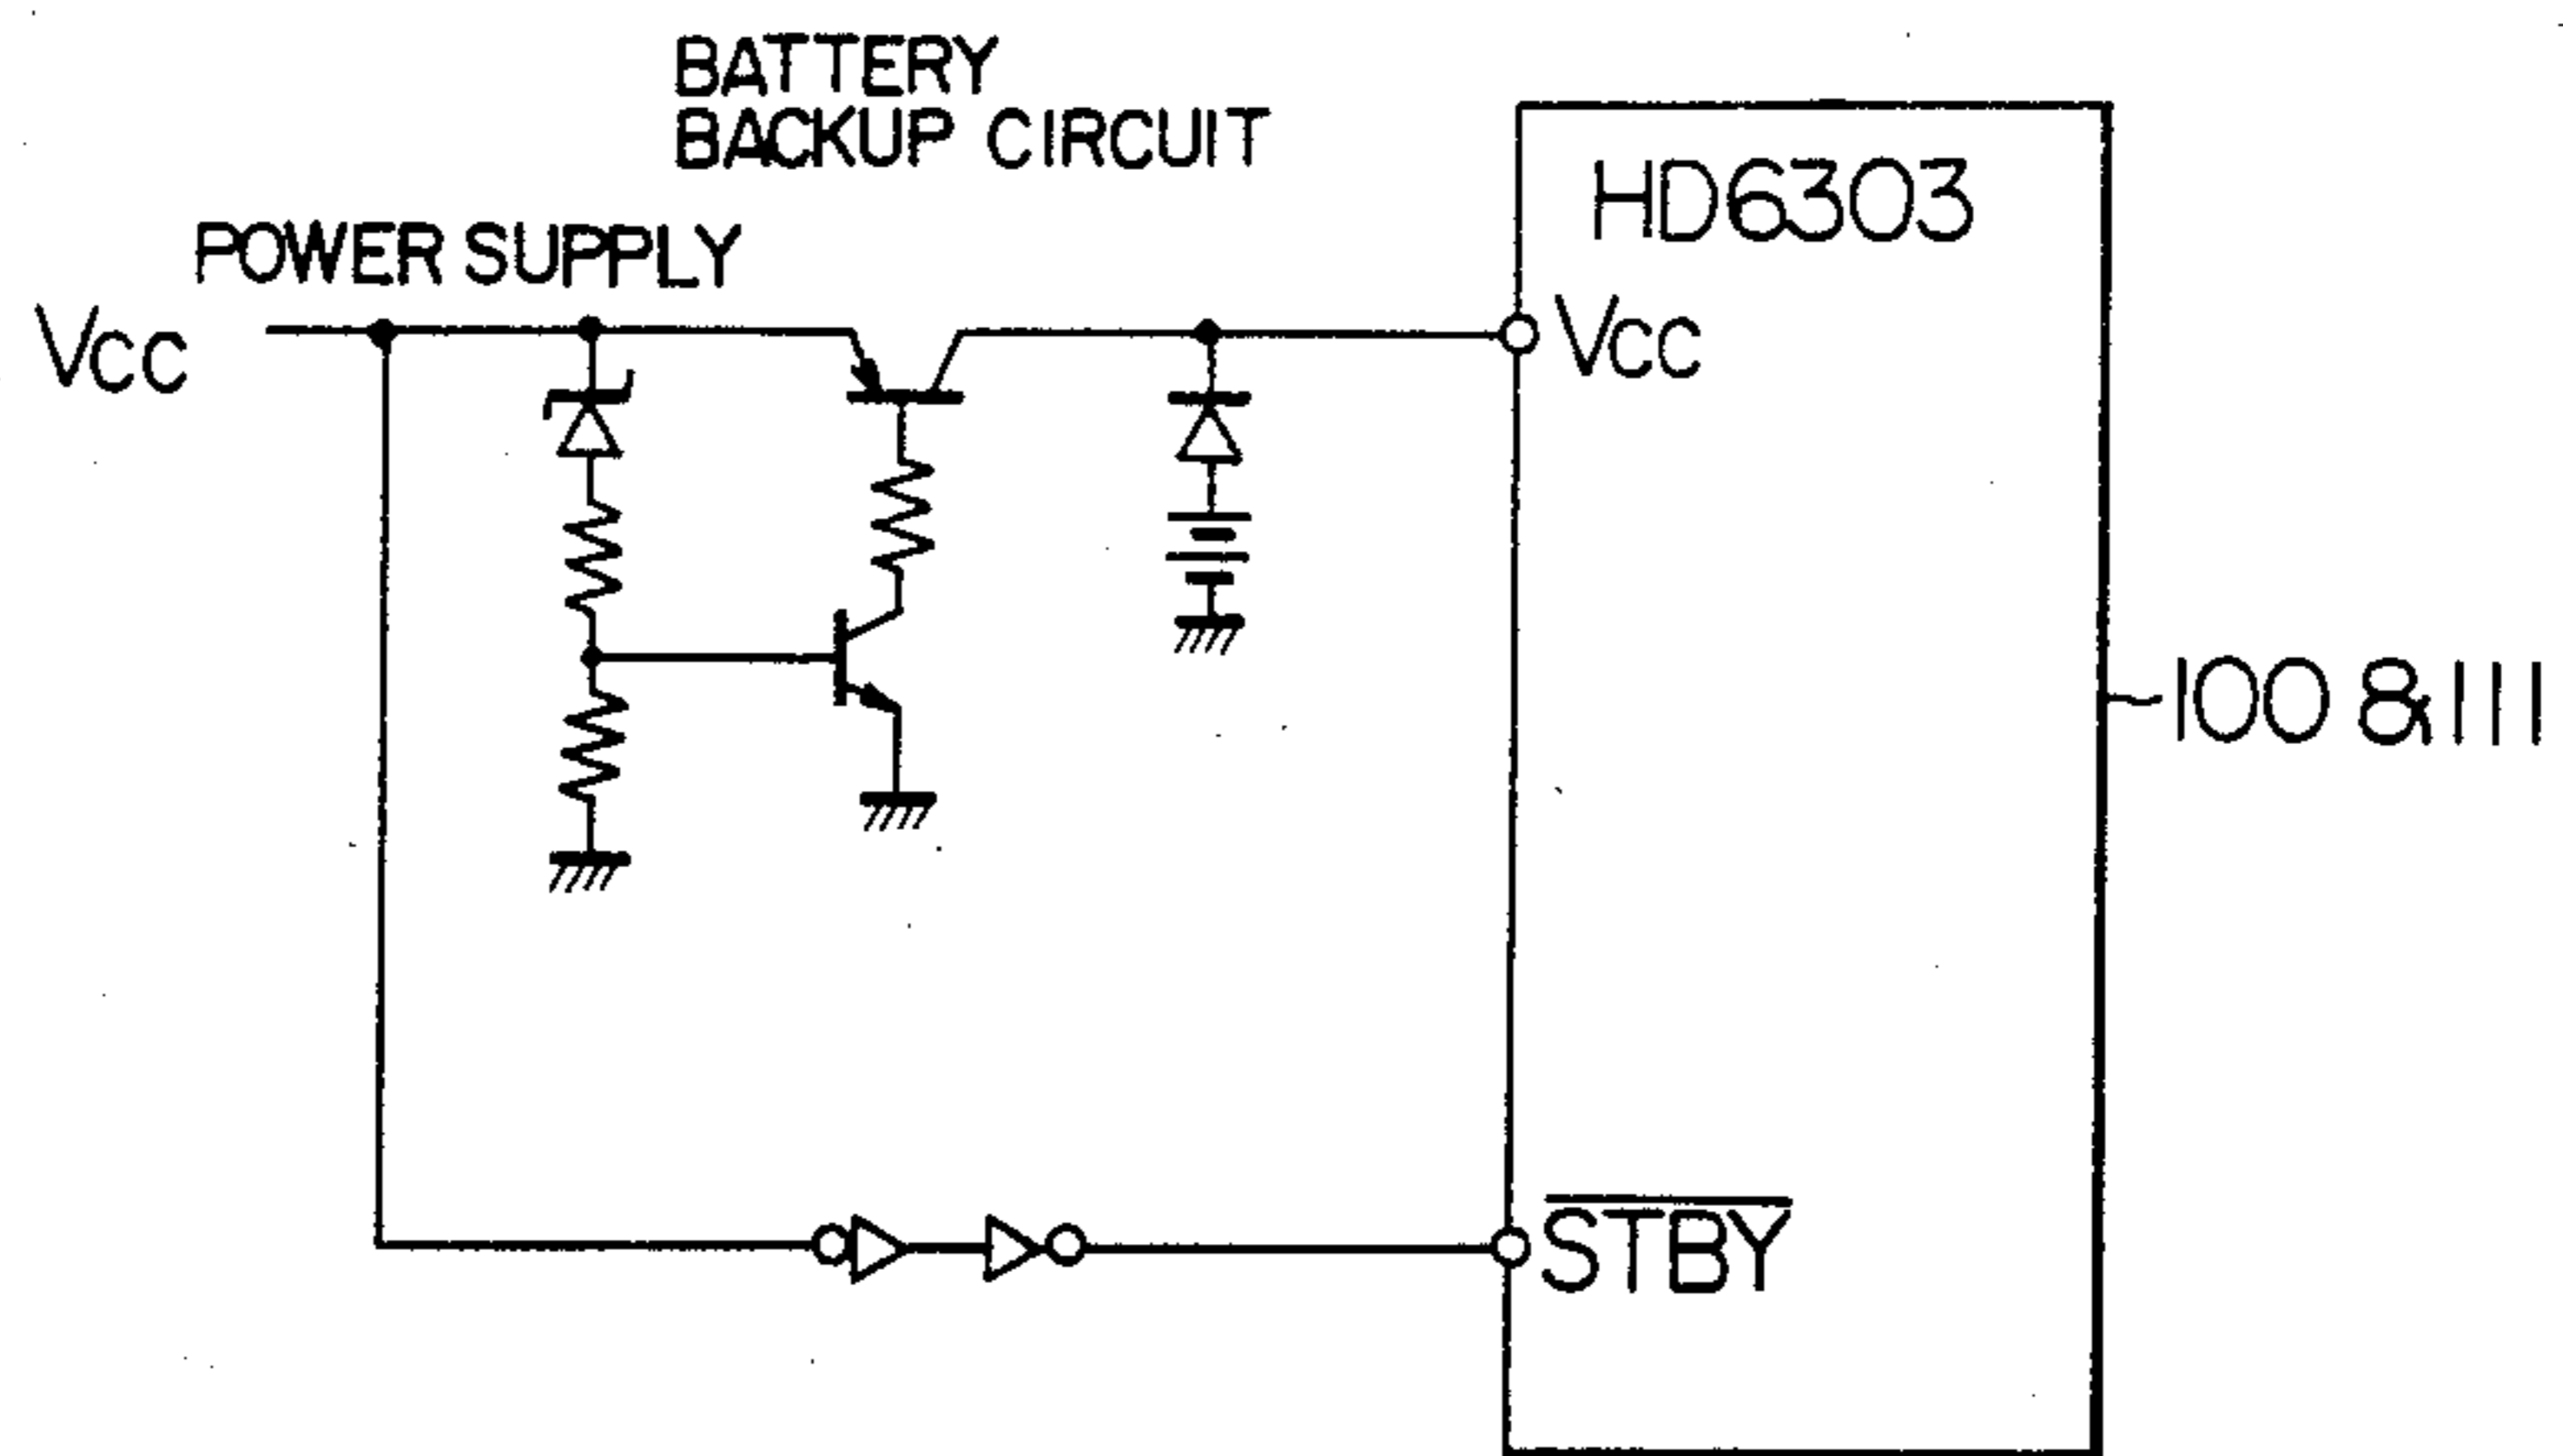 BATTERY
BACKUP CIRCUIT
HD6303
POWER SUPPLY
VCC
VCC
100 & 111
STBY